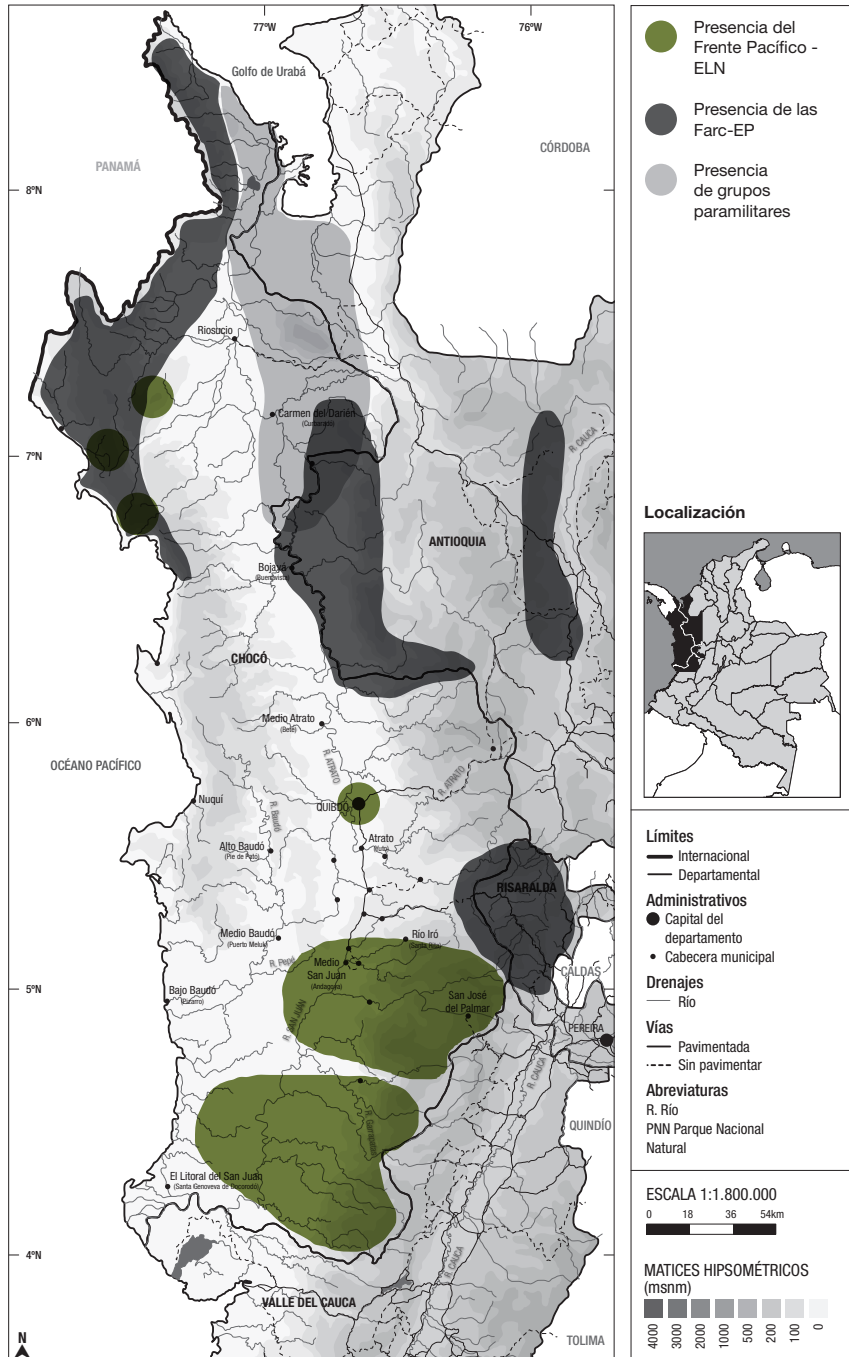 77°W
76°W
Golfo de Urabá
PANAMÁ
CÓRDOBA
8°N
Riosucio
Carmen del Darién
(Curbaradó)
7°N
R. CAUCA
ANTIOQUIA
Bojayá
(Buenavista)
CHOCÓ
6°N
Medio Atrato
(Beté)
R. ATRATO
R. ATRATO
OCÉANO PACÍFICO
Nuquí
R. Baudó
QUIBDÓ
Alto Baudó
(Pie de Pató)
Atrato
(Yuto)
RISARALDA
Medio Baudó
(Puerto Meluk)
Río Iró
(Santa Rita)
R. Pepé
Medio
San Juán
(Andagoya)
CALDAS
5°N
Bajo Baudó
(Pizarro)
San José
del Palmar
R. SAN JUAN
PEREIRA
R. CAUCA
R. Garrapatas
QUINDÍO
El Litoral del San Juan
(Santa Genoveva de Docordó)
4°N
R. CAUCA
VALLE DEL CAUCA
N
TOLIMA
Presencia del
Frente Pacífico -
ELN
Presencia de las
Farc-EP
Presencia
de grupos
paramilitares
Localización
Límites
Internacional
Departamental
Administrativos
Capital del
departamento
Cabecera municipal
Drenajes
Río
Vías
Pavimentada
Sin pavimentar
Abreviaturas
R. Río
PNN Parque Nacional
Natural
ESCALA 1:1.800.000
0 18 36 54km
MATICES HIPSOMÉTRICOS
(msnm)
4000 3000 2000 1000 500 200 100 0